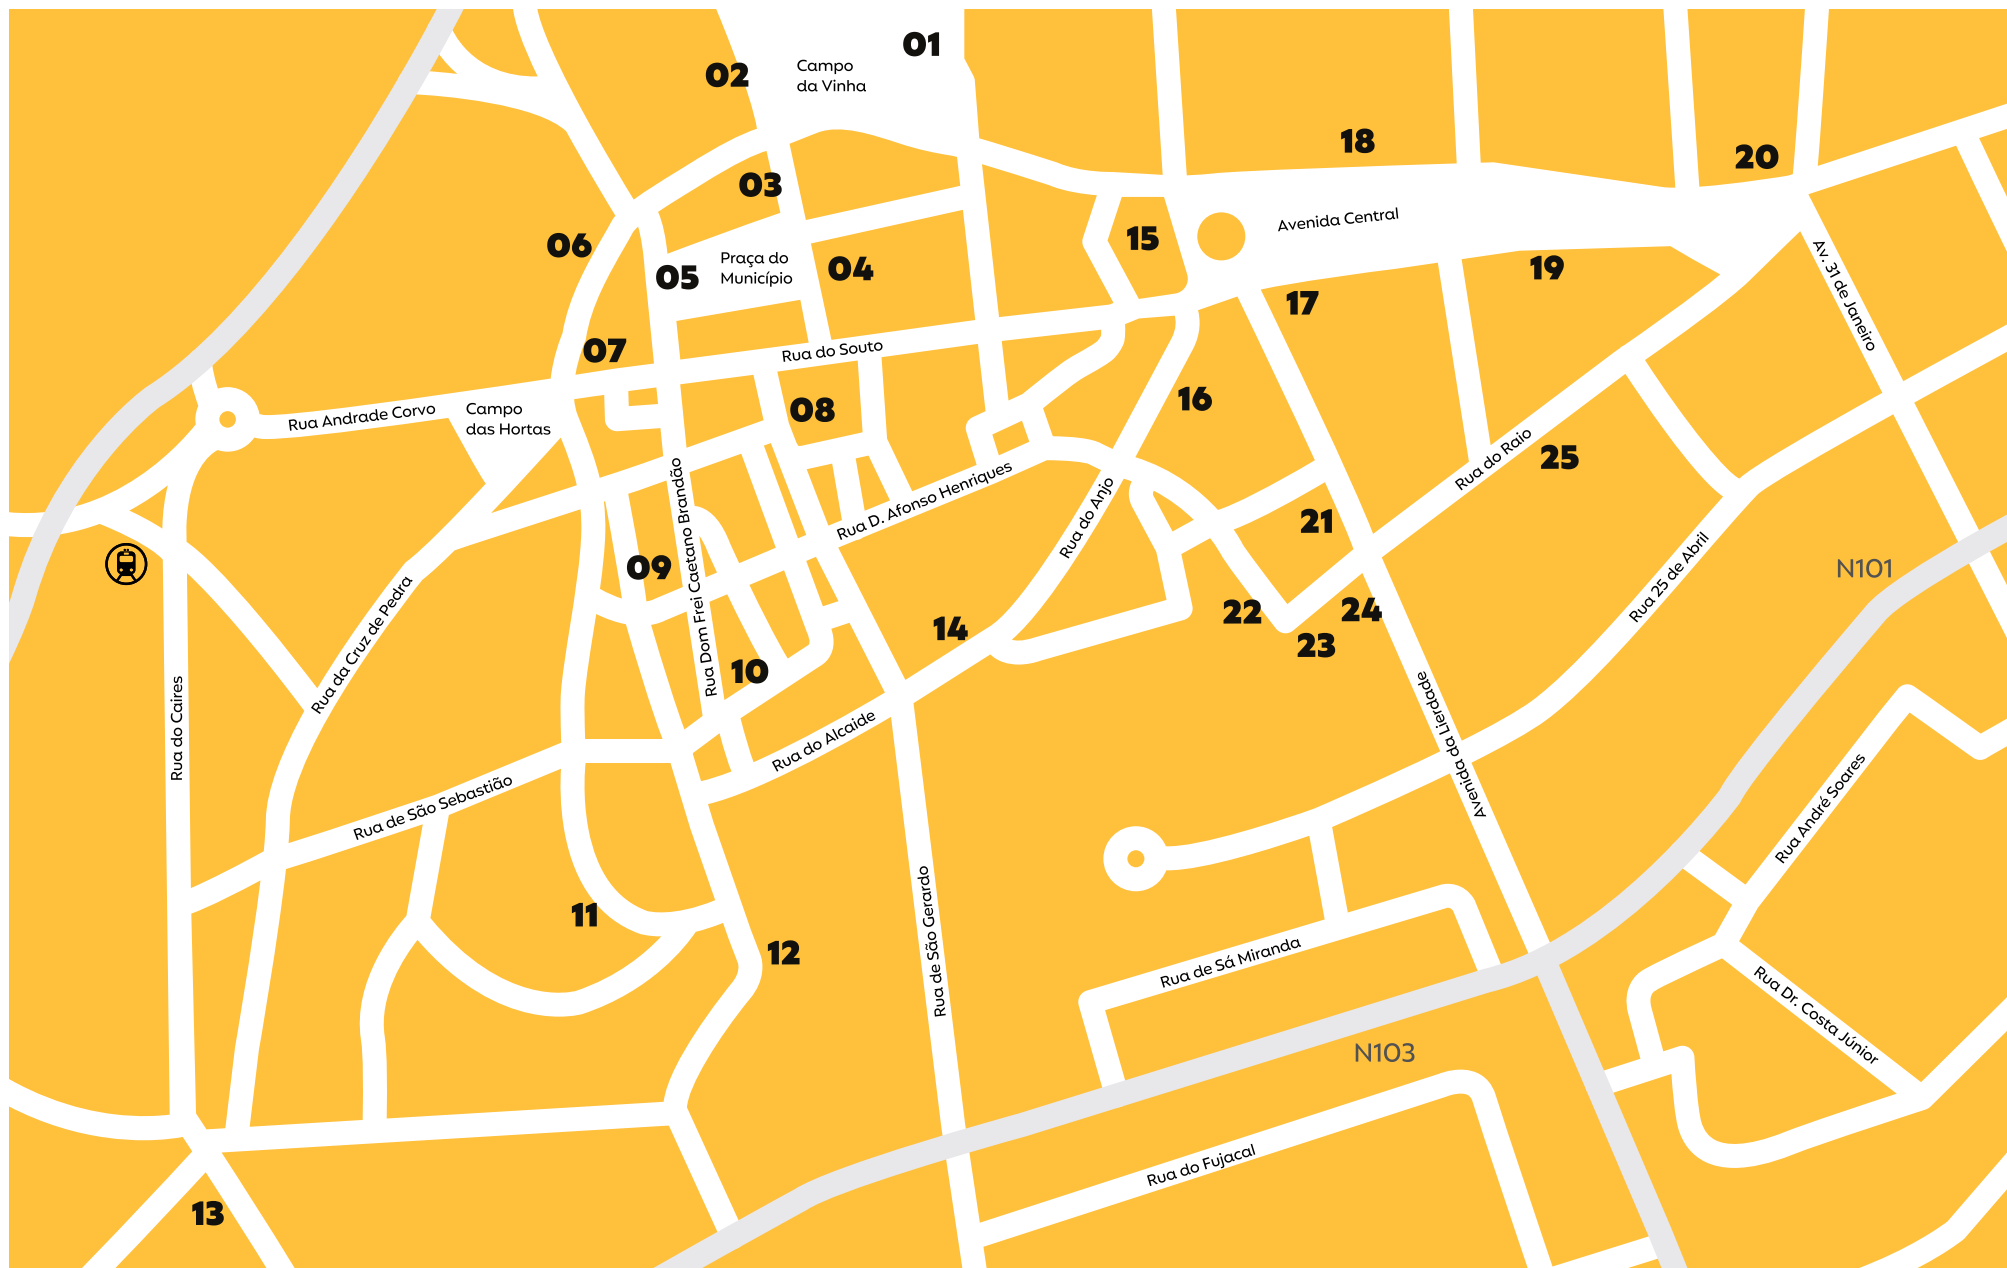 01
02
Campo
da Vinha
18
20
03
Avenida Central
06
15
05
Praça do
Município
04
19
Av. 31 de Janeiro
17
07
Rua do Souto
16
Rua Andrade Corvo
Campo
das Hortas
08
Rua do Raio
25
Rua D. Afonso Henriques
Rua do Anjo
21
Rua Dom Frei Caetano Brandão
09
N101
Rua 25 de Abril
Rua da Cruz de Pedra
22
24
23
14
10
Rua do Caires
Rua do Alcaide
Avenida da Lierdade
Rua de São Sebastião
Rua André Soares
11
12
Rua de São Gerardo
Rua de Sá Miranda
Rua Dr. Costa Júnior
N103
Rua do Fujacal
13